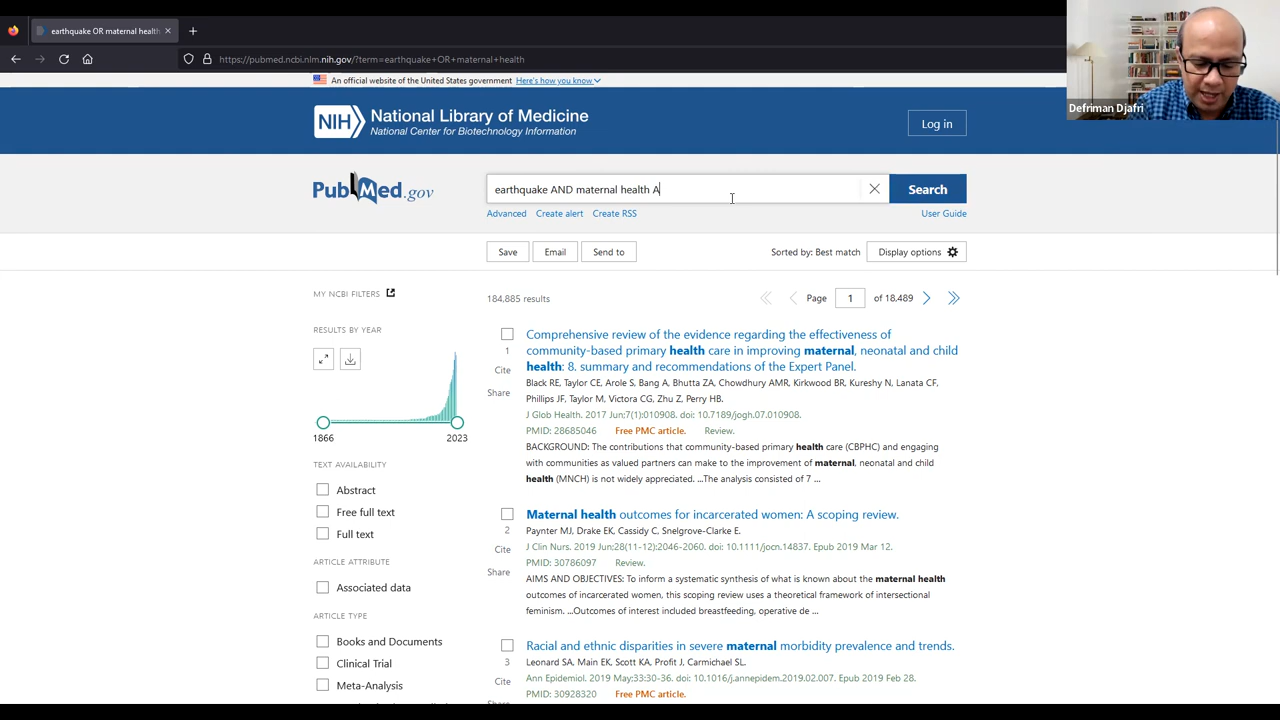 earthquake OR maternal health
https://pubmed.ncbi.nlm.nih.gov/?term=earthquake+OR+maternal+health
An official website of the United States government Here's how you know
NIH National Library of Medicine
National Center for Biotechnology Information
Log in
Defriman Djafri
PubMed.gov
earthquake AND maternal health A
Search
Advanced Create alert Create RSS
User Guide
Save Email Send to
Sorted by: Best match Display options
MY NCBI FILTERS
184,885 results
Page 1 of 18,489
RESULTS BY YEAR
1866 2023
TEXT AVAILABILITY
Abstract
Free full text
Full text
ARTICLE ATTRIBUTE
Associated data
ARTICLE TYPE
Books and Documents
Clinical Trial
Meta-Analysis
1
Cite
Share
Comprehensive review of the evidence regarding the effectiveness of
community-based primary health care in improving maternal, neonatal and child
health: 8. summary and recommendations of the Expert Panel.
Black RE, Taylor CE, Arole S, Bang A, Bhutta ZA, Chowdhury AMR, Kirkwood BR, Kureshy N, Lanata CF,
Phillips JF, Taylor M, Victora CG, Zhu Z, Perry HB.
J Glob Health. 2017 Jun;7(1):010908. doi: 10.7189/jogh.07.010908.
PMID: 28685046 Free PMC article. Review.
BACKGROUND: The contributions that community-based primary health care (CBPHC) and engaging
with communities as valued partners can make to the improvement of maternal, neonatal and child
health (MNCH) is not widely appreciated. ...The analysis consisted of 7 ...
2
Cite
Share
Maternal health outcomes for incarcerated women: A scoping review.
Paynter MJ, Drake EK, Cassidy C, Snelgrove-Clarke E.
J Clin Nurs. 2019 Jun;28(11-12):2046-2060. doi: 10.1111/jocn.14837. Epub 2019 Mar 12.
PMID: 30786097 Review.
AIMS AND OBJECTIVES: To inform a systematic synthesis of what is known about the maternal health
outcomes of incarcerated women, this scoping review uses a theoretical framework of intersectional
feminism. ...Outcomes of interest included breastfeeding, operative de ...
3
Cite
Racial and ethnic disparities in severe maternal morbidity prevalence and trends.
Leonard SA, Main EK, Scott KA, Profit J, Carmichael SL.
Ann Epidemiol. 2019 May;33:30-36. doi: 10.1016/j.annepidem.2019.02.007. Epub 2019 Feb 28.
PMID: 30928320 Free PMC article.